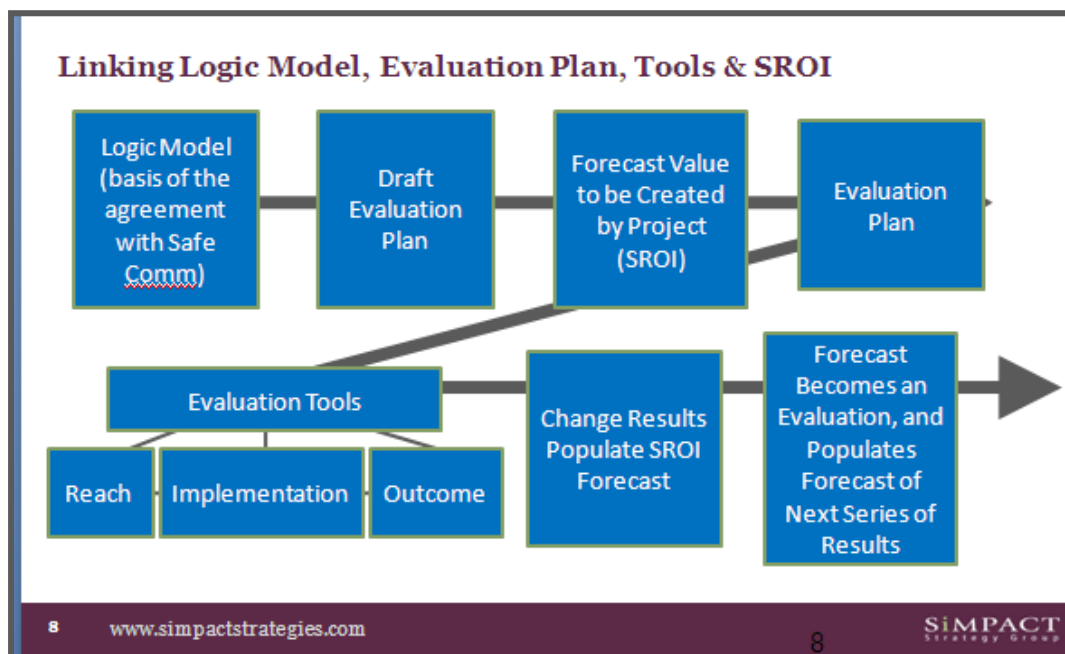 Linking Logic Model, Evaluation Plan, Tools & SROI
Logic Model
(basis of the
agreement
with Safe
Comm)
Draft
Evaluation
Plan
Forecast Value
to be Created
by Project
(SROI)
Evaluation
Plan
Evaluation Tools
Reach
Implementation
Outcome
Change Results
Populate SROI
Forecast
Forecast
Becomes an
Evaluation, and
Populates
Forecast of
Next Series of
Results
8
www.simpactstrategies.com
8
SiMPACT
Strategy Group